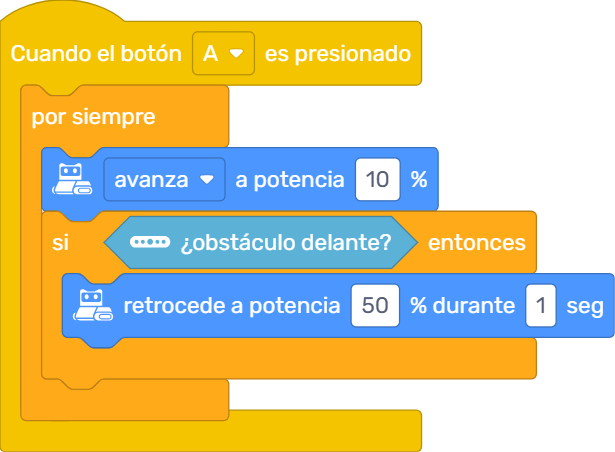 Cuando el botón A es presionado
por siempre
avanza a potencia 10 %
si ¿obstáculo delante? entonces
retrocede a potencia 50 % durante 1 seg